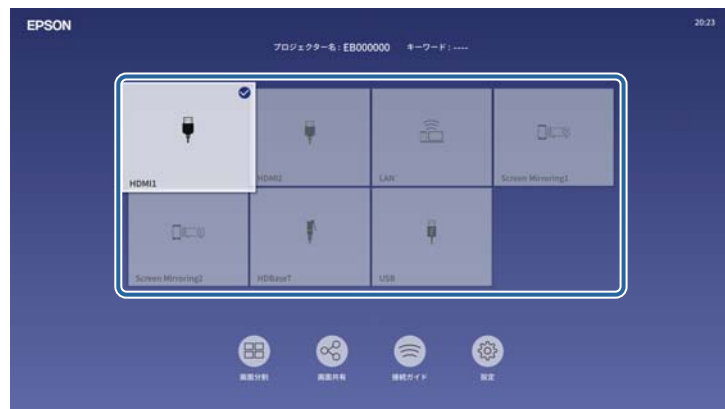 EPSON
20:23
プロジェクター名 : EB000000 キーワード : ----
HDMI1
HDMI2
LAN
Screen Mirroring1
Screen Mirroring2
HDBaseT
USB
画面分割
画面共有
接続ガイド
設定